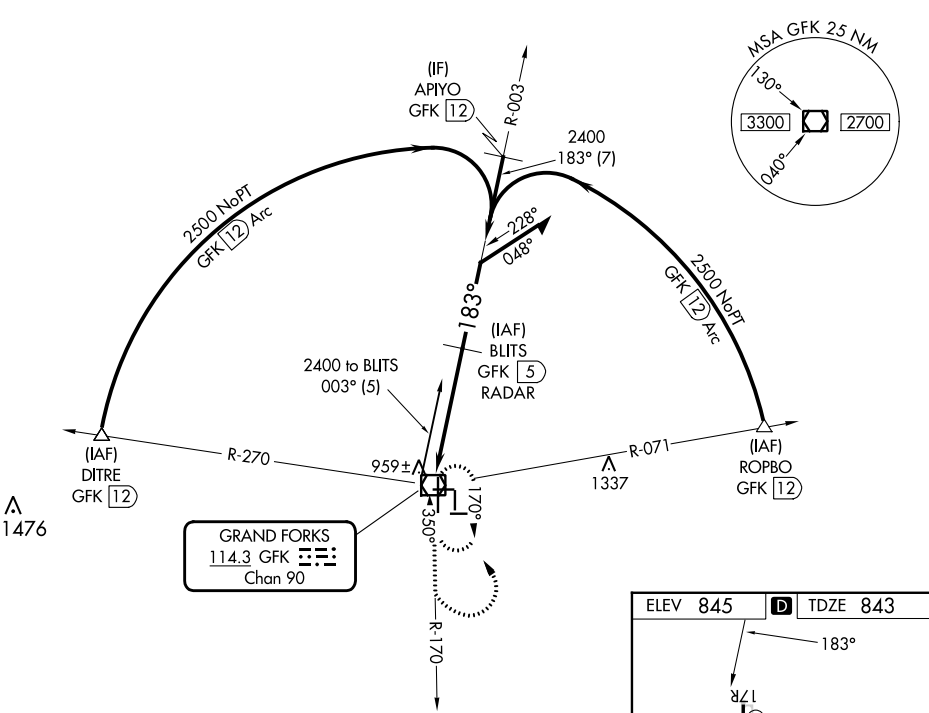 MSA GFK 25 NM
130°
3300
2700
040°
(IF)
APIYO
GFK 12
R-003
2400
183° (7)
2500 NoPT
GFK 12 Arc
228°
048°
2500 NoPT
GFK 12 Arc
183°
(IAF)
BLITS
GFK 5
RADAR
2400 to BLITS
003° (5)
(IAF)
DITRE
GFK 12
R-270
959±
R-071
1337
(IAF)
ROPBO
GFK 12
1476
170°
350°
GRAND FORKS
114.3 GFK
Chan 90
R-170
ELEV 845
D
TDZE 843
183°
17R